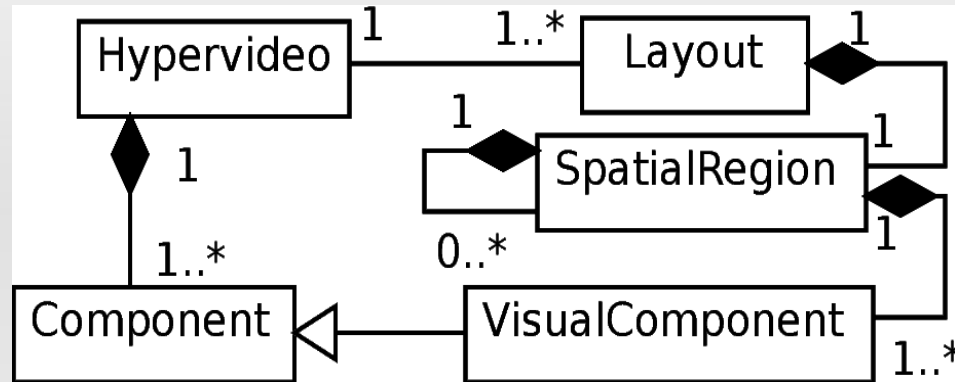 Hypervideo
1
1..*
Layout
1
1
1
SpatialRegion
1
1
0..*
1..*
Component
VisualComponent
1..*